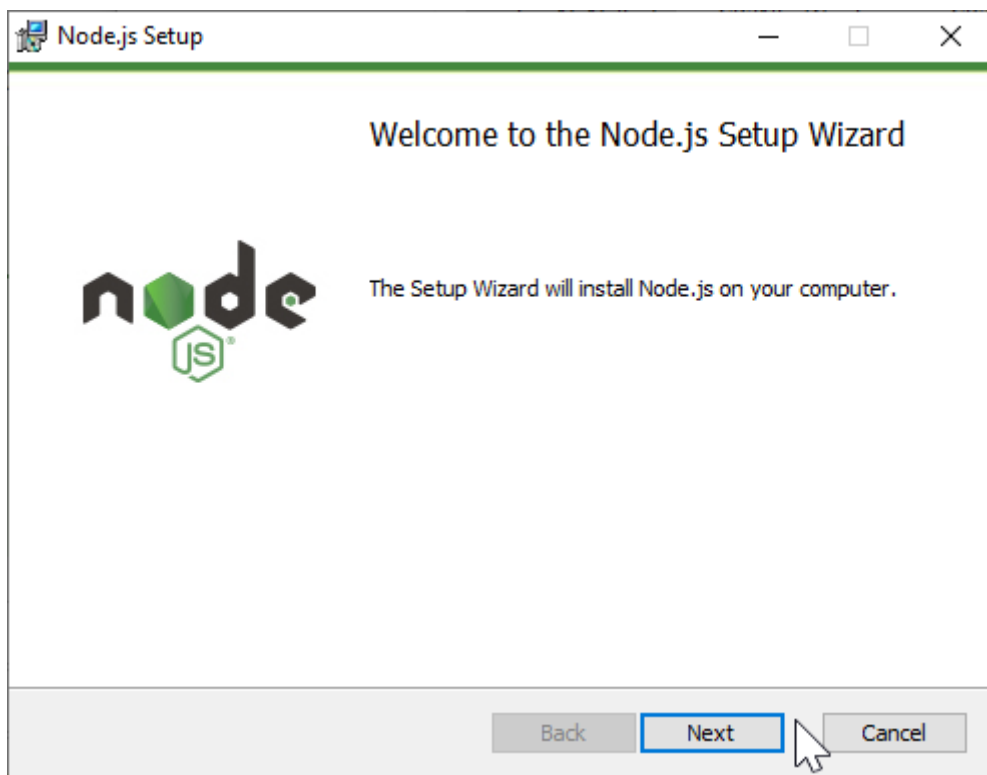 Node.js Setup
Welcome to the Node.js Setup Wizard
node
JS®
The Setup Wizard will install Node.js on your computer.
Back Next Cancel